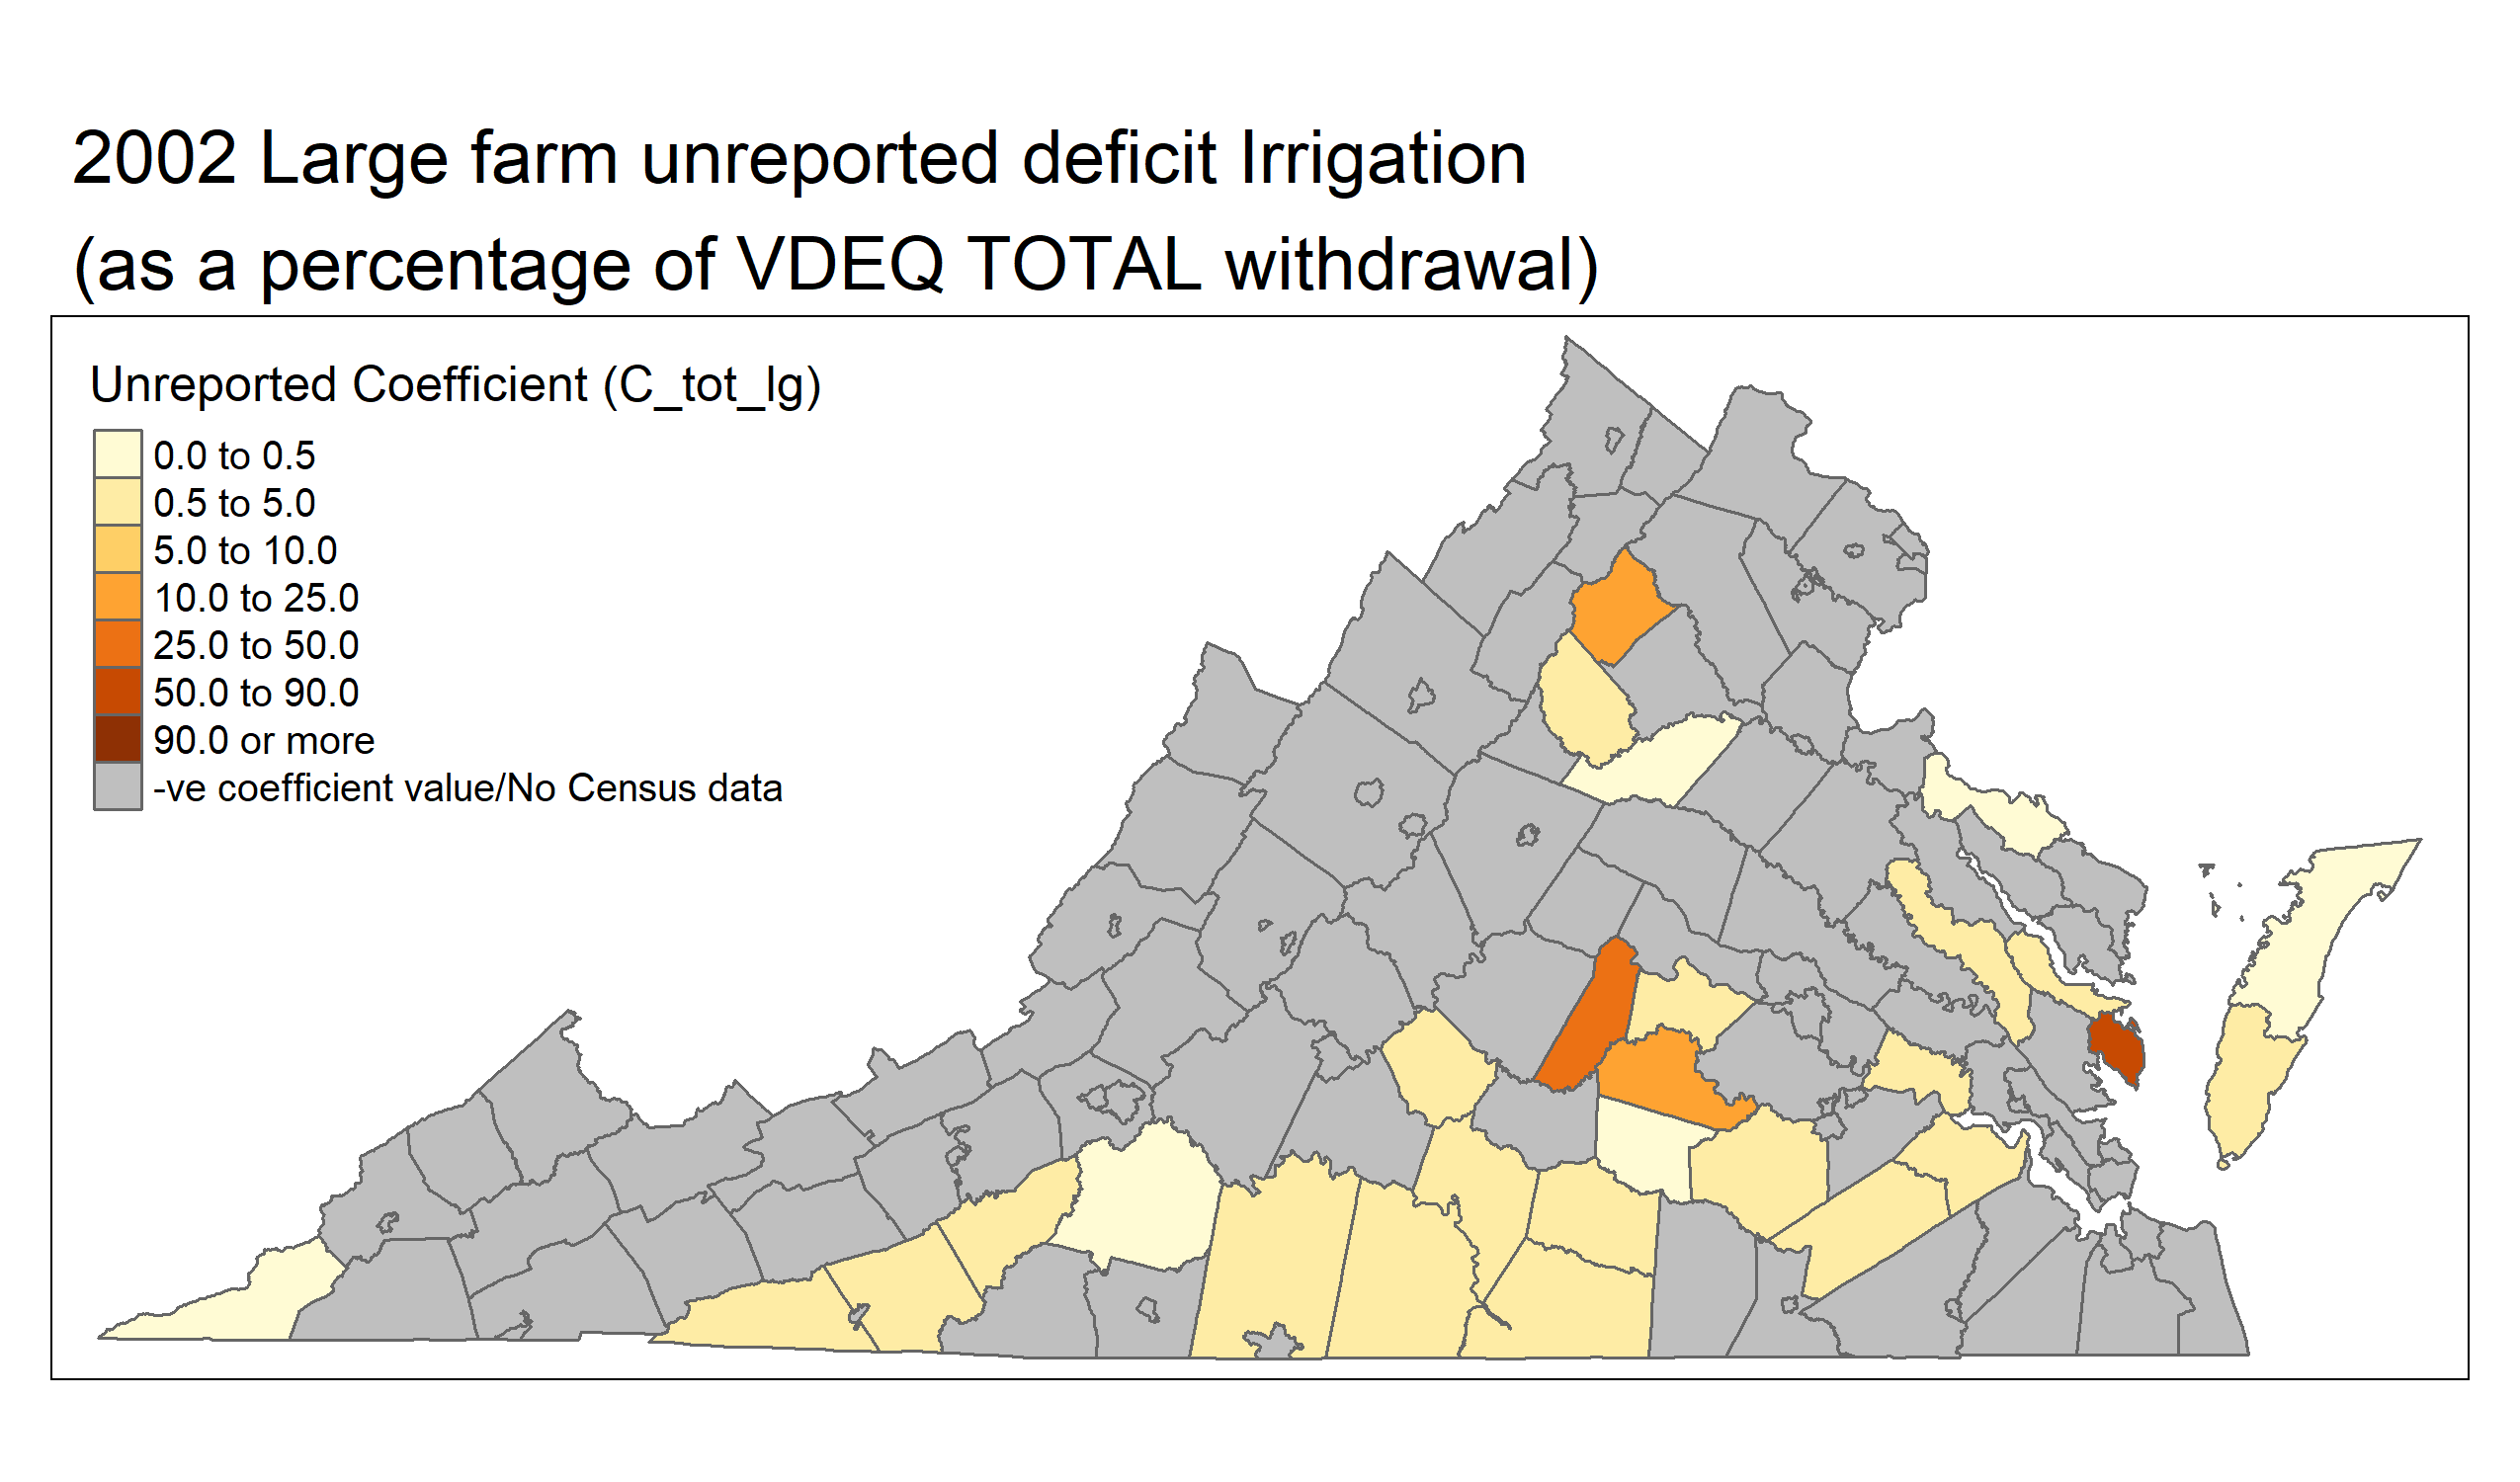 2002 Large farm unreported deficit Irrigation
(as a percentage of VDEQ TOTAL withdrawal)
Unreported Coefficient (C_tot_lg)
0.0 to 0.5
0.5 to 5.0
5.0 to 10.0
10.0 to 25.0
25.0 to 50.0
50.0 to 90.0
90.0 or more
-ve coefficient value/No Census data